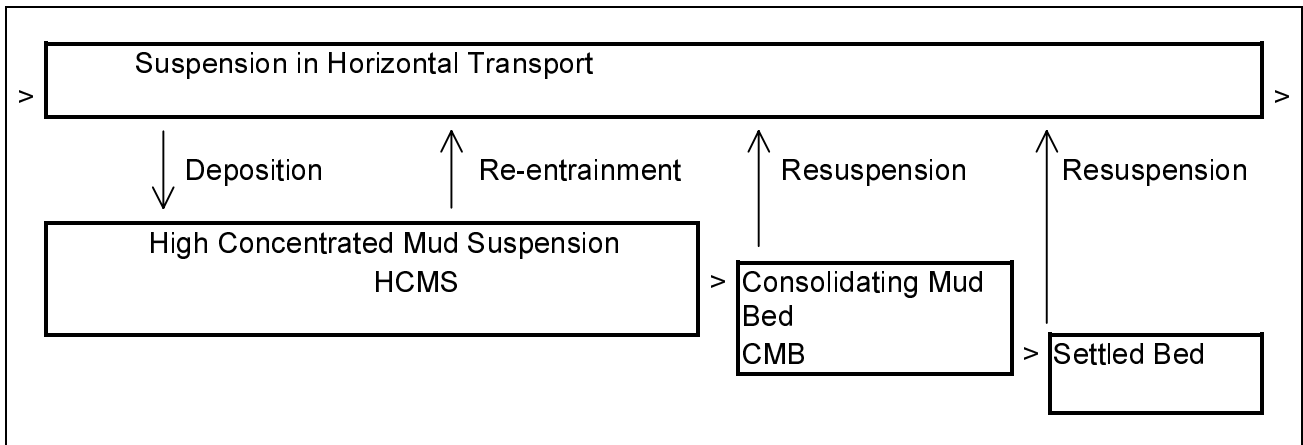 Suspension in Horizontal Transport
> >
Deposition Re-entrainment Resuspension Resuspension
High Concentrated Mud Suspension
HCMS
>
Consolidating Mud
Bed
CMB
>
Settled Bed